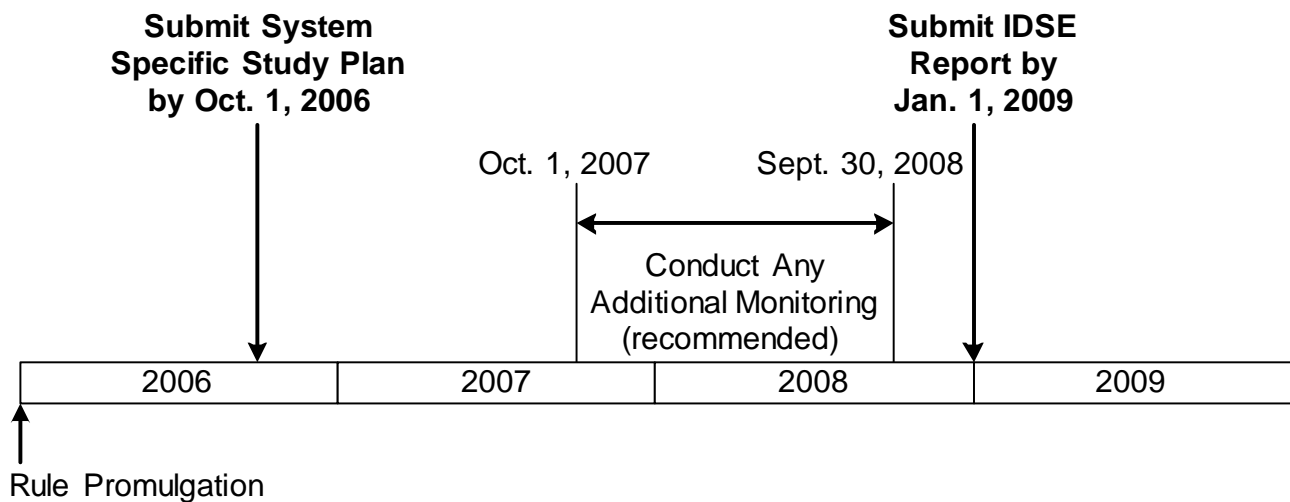 Submit System
Specific Study Plan
by Oct. 1, 2006
Submit IDSE
Report by
Jan. 1, 2009
Oct. 1, 2007
Sept. 30, 2008
Conduct Any
Additional Monitoring
(recommended)
2006
2007
2008
2009
Rule Promulgation